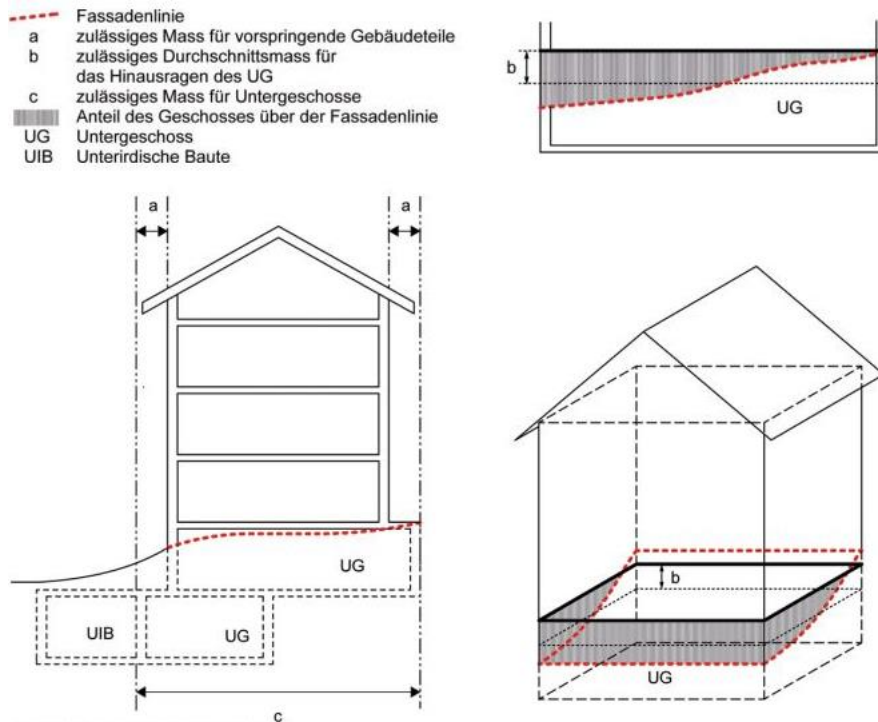 Fassadenlinie
a zulässiges Mass für vorspringende Gebäudeteile
b zulässiges Durchschnittsmass für
das Hinausragen des UG
c zulässiges Mass für Untergeschosse
Anteil des Geschosses über der Fassadenlinie
UG Untergeschoss
UIB Unterirdische Baute
b
UG
a a
UG
UIB UG
c
b
UG